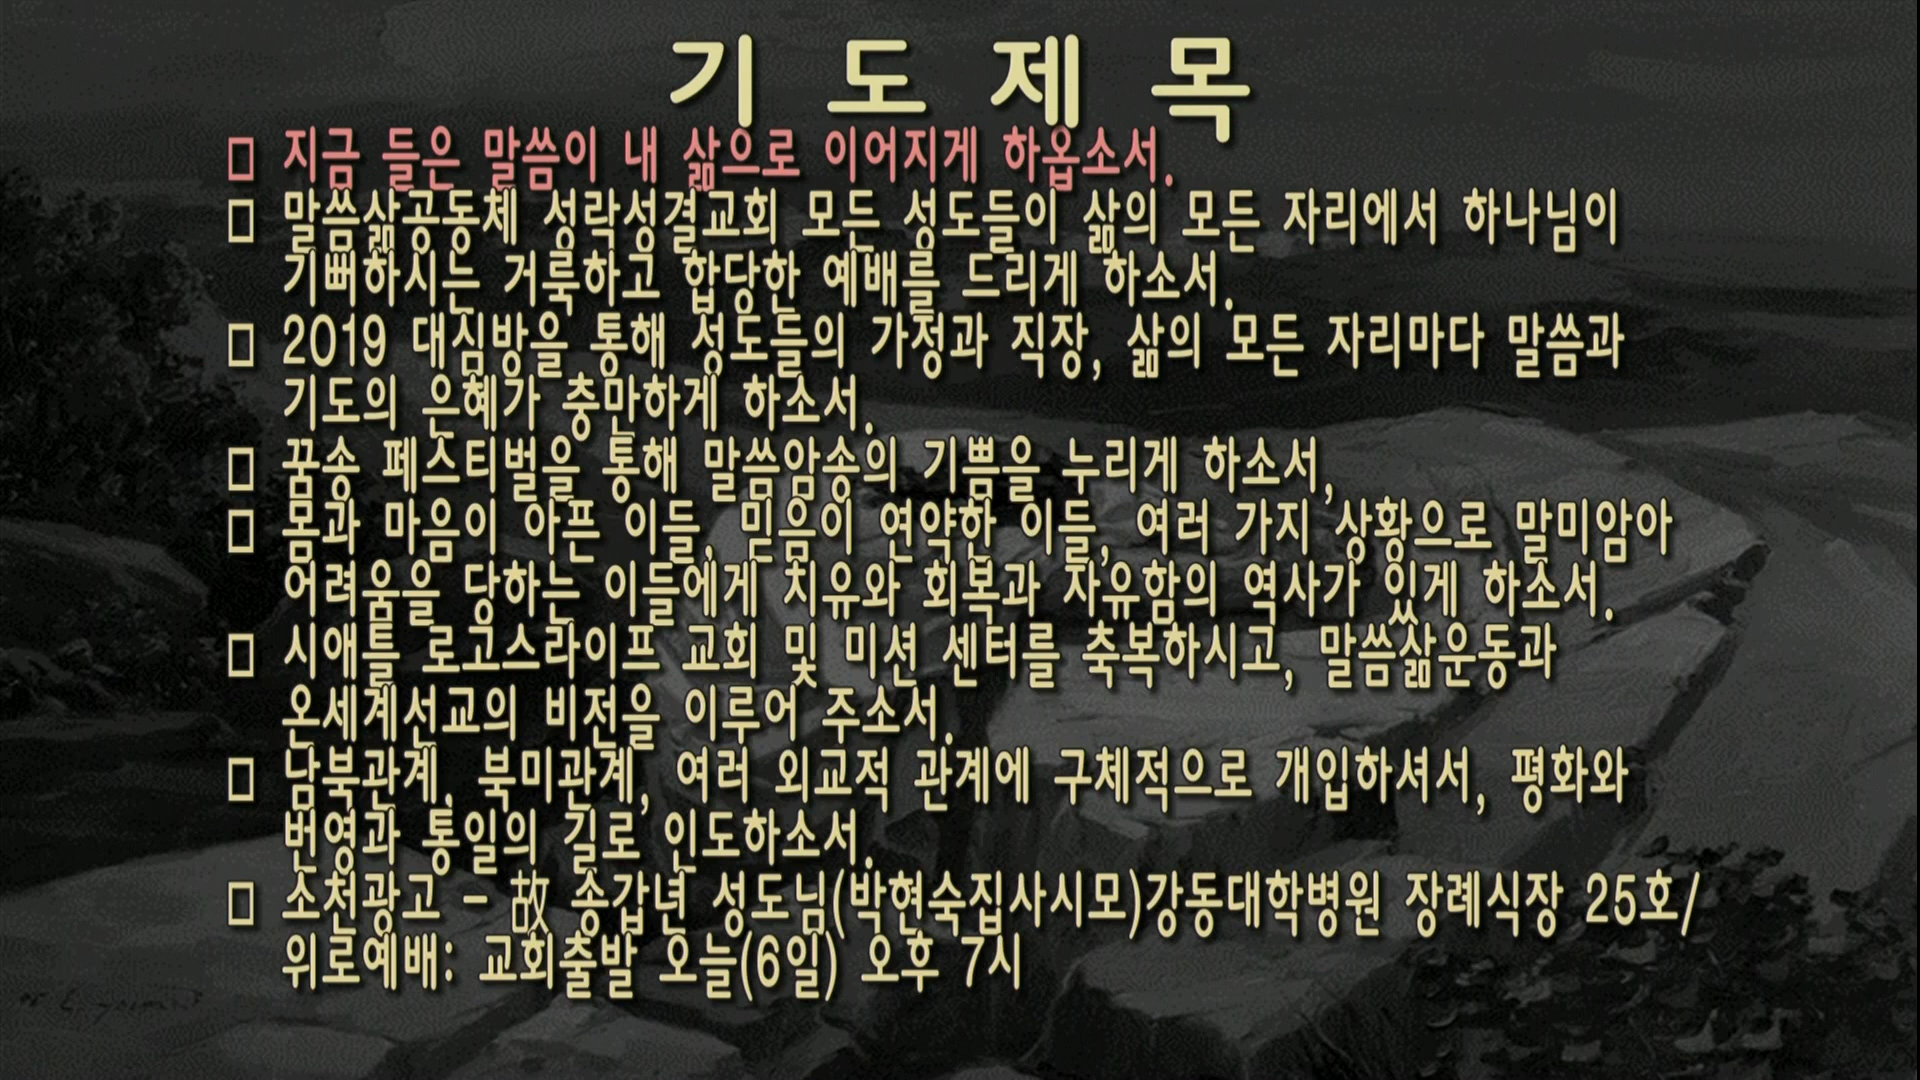 기 도 제 목
□ 지금 들은 말씀이 내 삶으로 이어지게 하옵소서.
□ 말씀삶공동체 성락성결교회 모든 성도들이 삶의 모든 자리에서 하나님이
기뻐하시는 거룩하고 합당한 예배를 드리게 하소서.
□ 2019 대심방을 통해 성도들의 가정과 직장, 삶의 모든 자리마다 말씀과
기도의 은혜가 충만하게 하소서.
□ 꿈송 페스티벌을 통해 말씀암송의 기쁨을 누리게 하소서,
□ 몸과 마음이 아픈 이들, 믿음이 연약한 이들, 여러 가지 상황으로 말미암아
어려움을 당하는 이들에게 치유와 회복과 자유함의 역사가 있게 하소서.
□ 시애틀 로고스라이프 교회 및 미션 센터를 축복하시고, 말씀삶운동과
온세계선교의 비전을 이루어 주소서.
□ 남북관계, 북미관계, 여러 외교적 관계에 구체적으로 개입하셔서, 평화와
번영과 통일의 길로 인도하소서.
□ 소천광고 - 故 송갑년 성도님(박현숙집사시모)강동대학병원 장례식장 25호/
위로예배: 교회출발 오늘(6일) 오후 7시